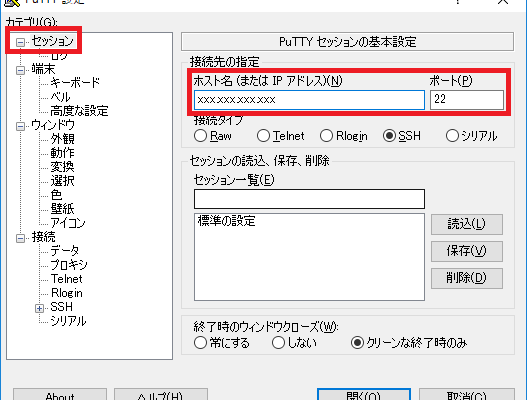 PuTTY 設定
カテゴリ(G):
セッション
ログ
端末
キーボード
ベル
高度な設定
ウィンドウ
外観
動作
変換
選択
色
壁紙
アイコン
接続
データ
プロキシ
Telnet
Rlogin
SSH
シリアル
PuTTY セッションの基本設定
接続先の指定
ホスト名 (または IP アドレス)(N) ポート(P)
xxx.xxx.xxx.xxx 22
接続タイプ
Raw Telnet Rlogin SSH シリアル
セッションの読込、保存、削除
セッション一覧(E)
標準の設定
読込(L)
保存(V)
削除(D)
終了時のウィンドウクローズ(W):
常にする しない クリーンな終了時のみ
About ヘルプ(H) 開く(O) 取消(C)